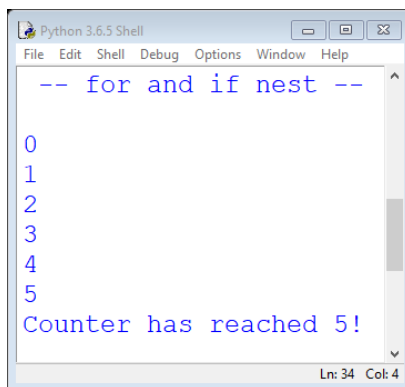 Python 3.6.5 Shell
File Edit Shell Debug Options Window Help
-- for and if nest --
0
1
2
3
4
5
Counter has reached 5!
Ln: 34 Col: 4